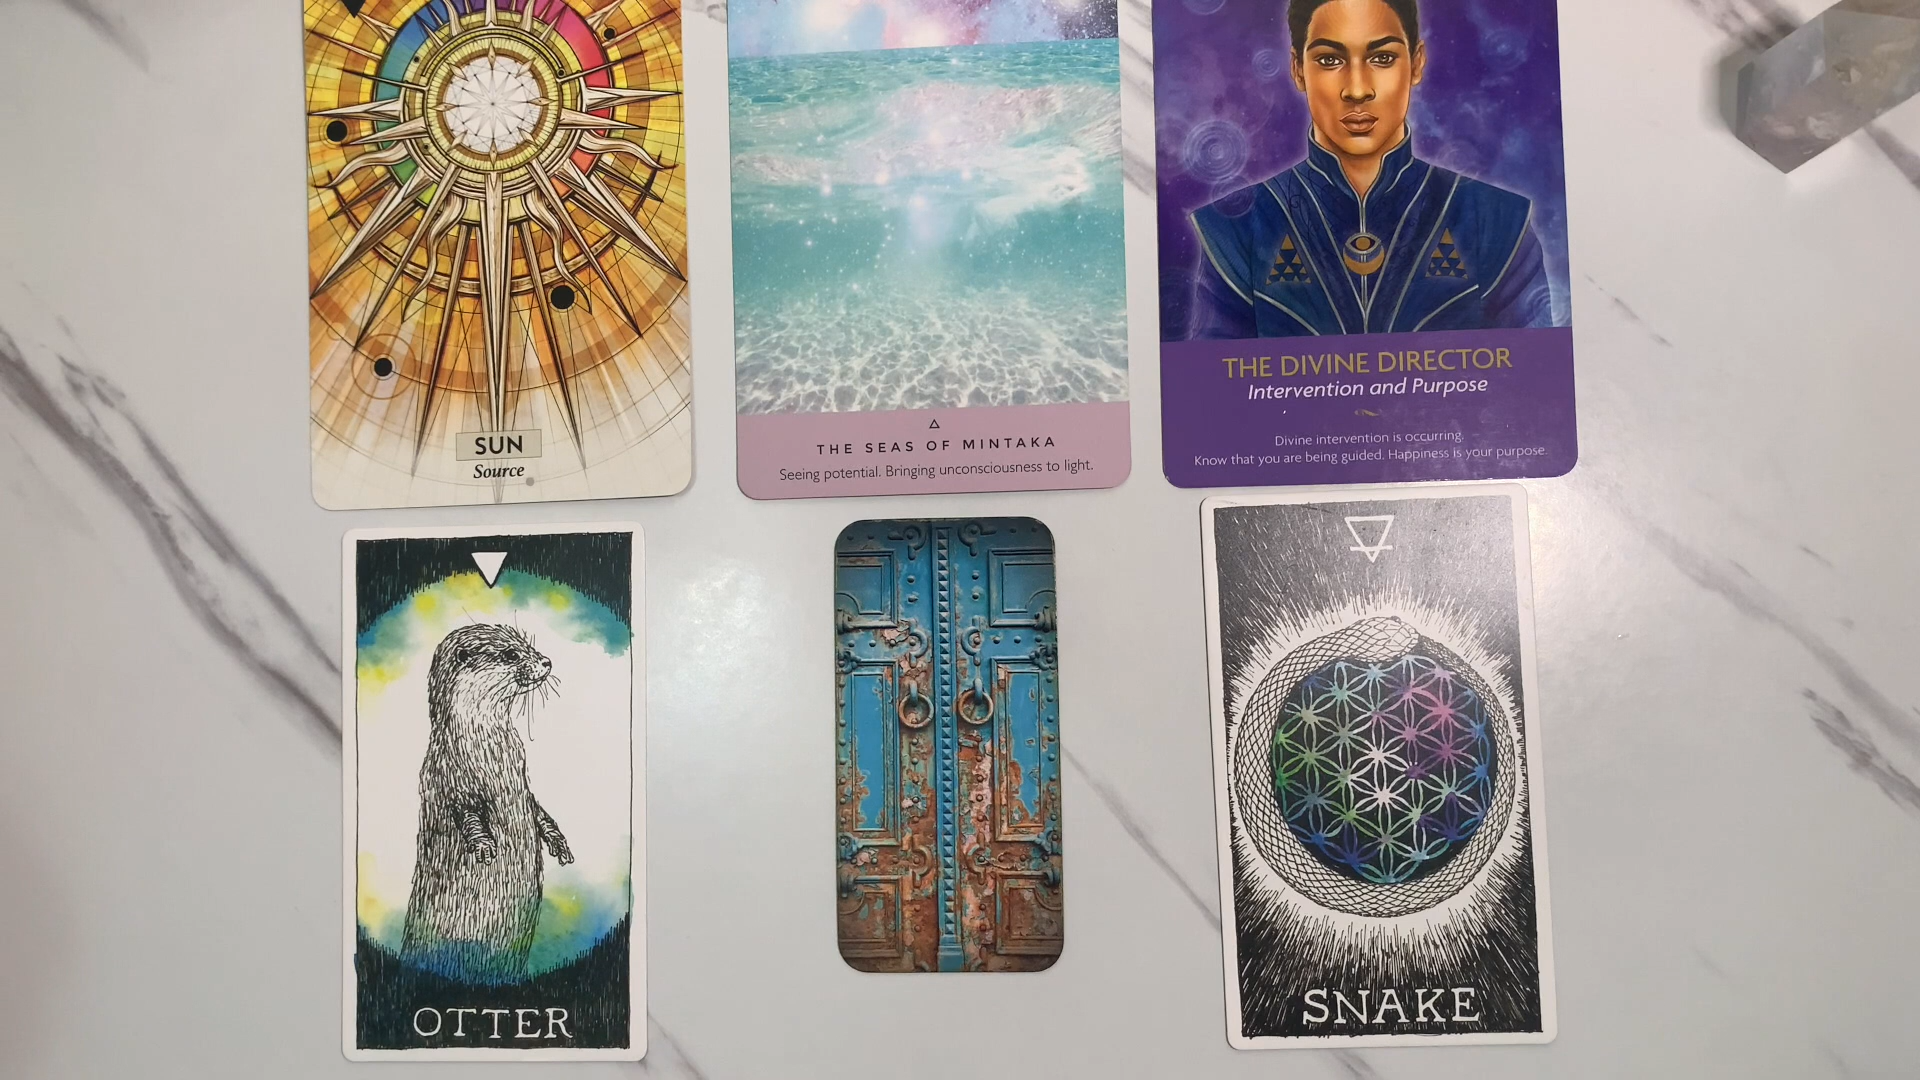 SUN
Source
THE SEAS OF MINTAKA
Seeing potential. Bringing unconsciousness to light.
THE DIVINE DIRECTOR
Intervention and Purpose
Divine intervention is occurring.
Know that you are being guided. Happiness is your purpose.
OTTER
SNAKE